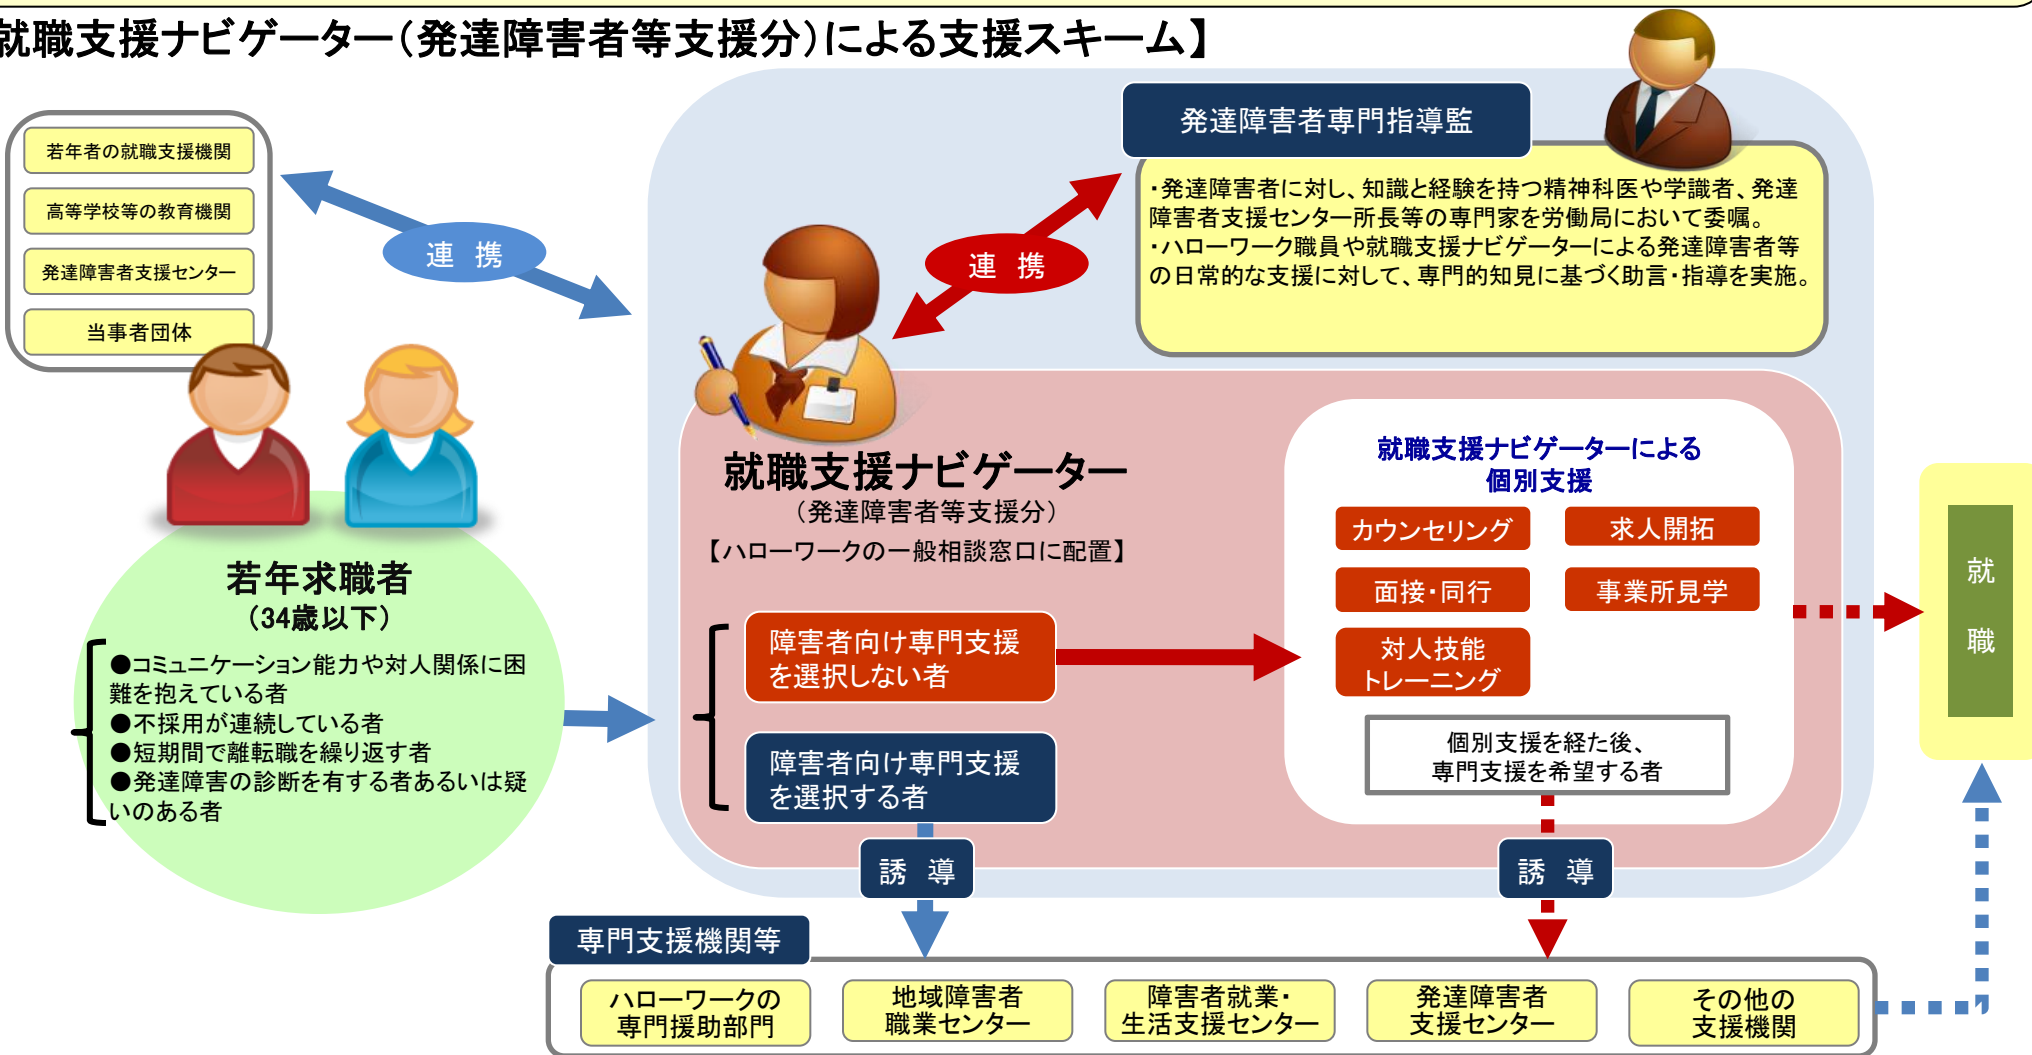 就職支援ナビゲーター(発達障害者等支援分)による支援スキーム】
若年者の就職支援機関
高等学校等の教育機関
発達障害者支援センター
当事者団体
連 携
連 携
発達障害者専門指導監
・発達障害者に対し、知識と経験を持つ精神科医や学識者、発達
障害者支援センター所長等の専門家を労働局において委嘱。
・ハローワーク職員や就職支援ナビゲーターによる発達障害者等
の日常的な支援に対して、専門的知見に基づく助言・指導を実施。
若年求職者
(34歳以下)
●コミュニケーション能力や対人関係に困
難を抱えている者
●不採用が連続している者
●短期間で離転職を繰り返す者
●発達障害の診断を有する者あるいは疑
いのある者
就職支援ナビゲーター
(発達障害者等支援分)
【ハローワークの一般相談窓口に配置】
障害者向け専門支援
を選択しない者
障害者向け専門支援
を選択する者
就職支援ナビゲーターによる
個別支援
カウンセリング
求人開拓
面接・同行
事業所見学
対人技能
トレーニング
個別支援を経た後、
専門支援を希望する者
就
職
誘 導
誘 導
専門支援機関等
ハローワークの
専門援助部門
地域障害者
職業センター
障害者就業・
生活支援センター
発達障害者
支援センター
その他の
支援機関